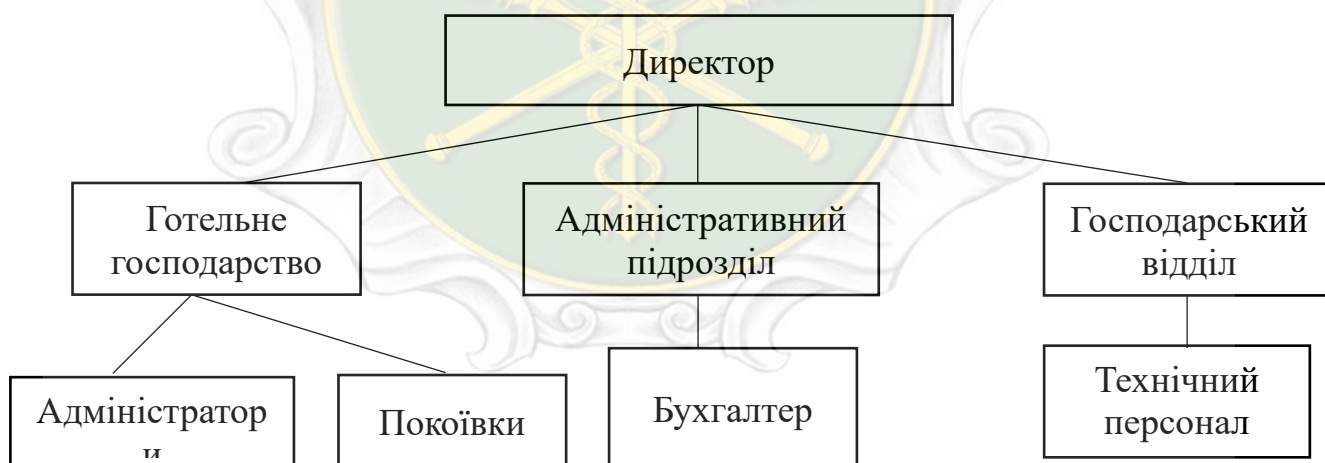 Директор
Готельне
господарство
Адміністративний
підрозділ
Господарський
відділ
Адміністратор
и
Покоївки
Бухгалтер
Технічний
персонал